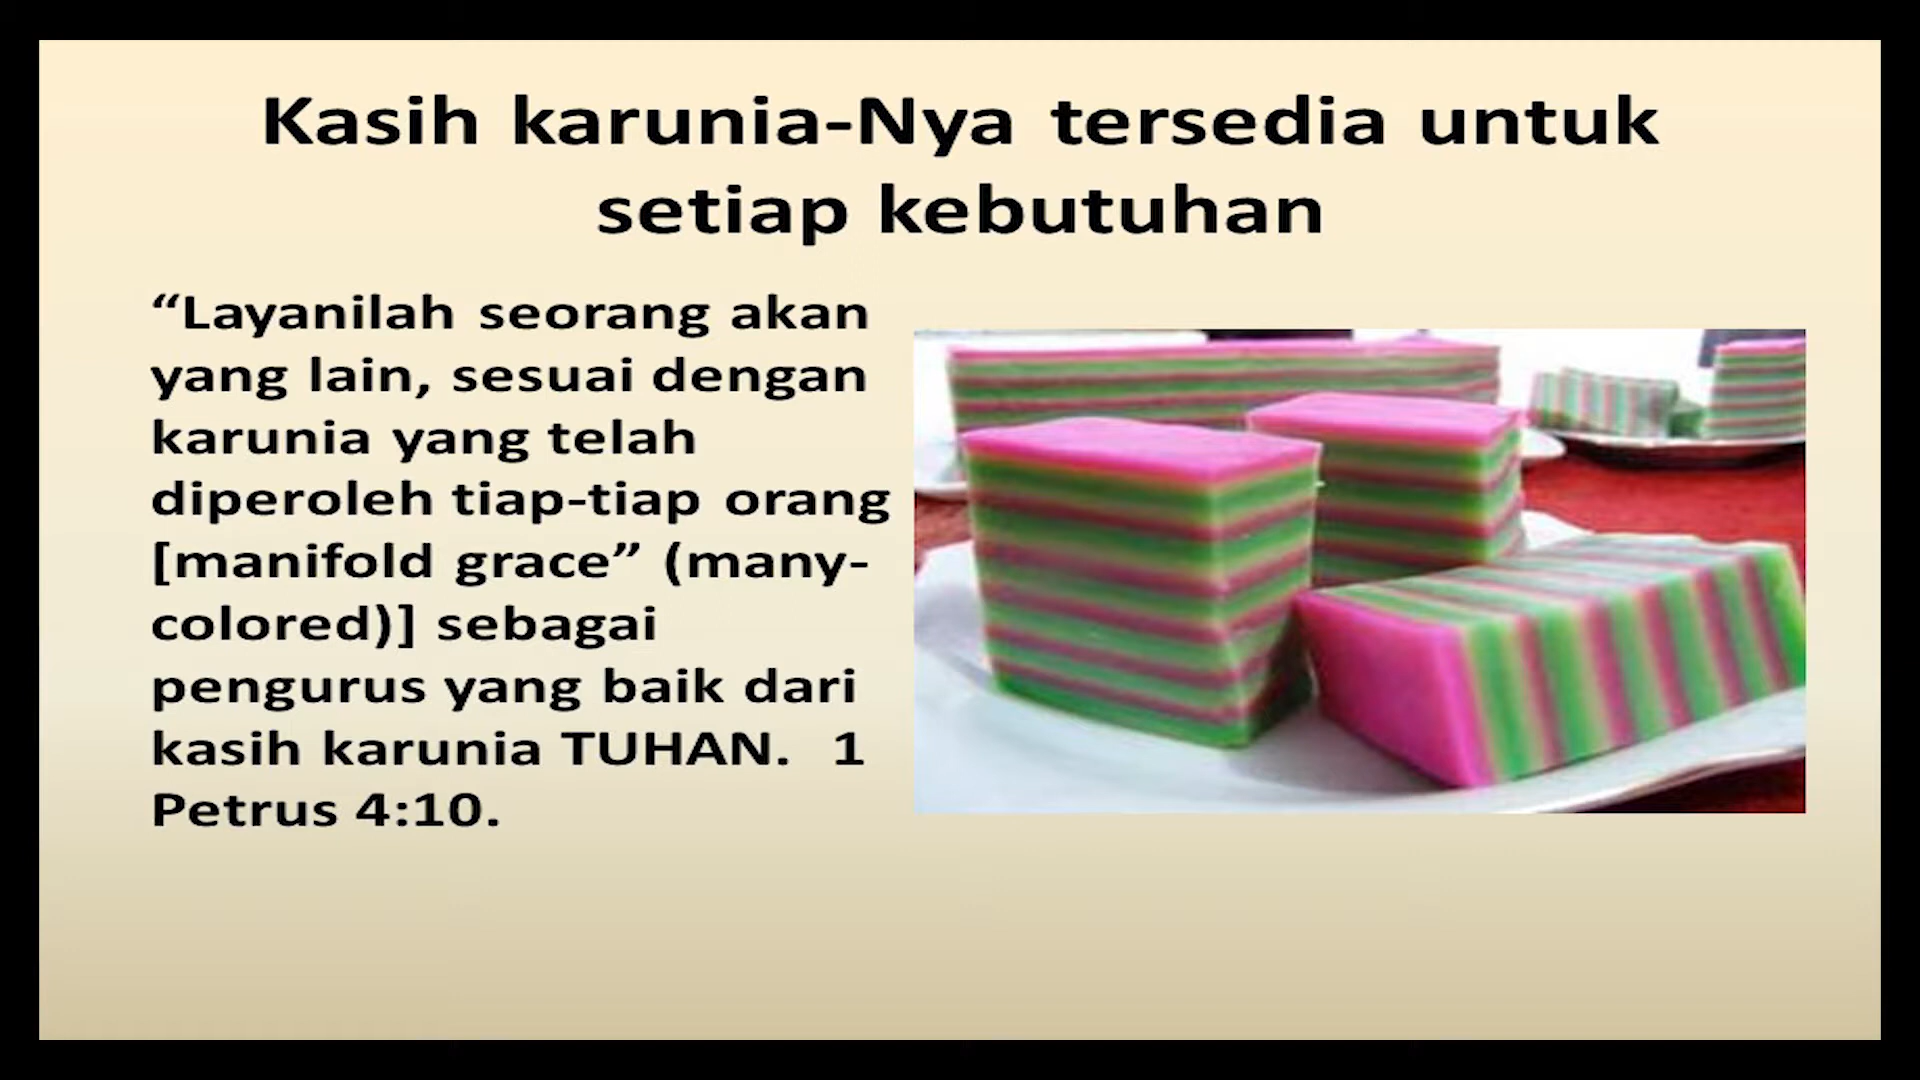 Kasih karunia-Nya tersedia untuk
setiap kebutuhan
“Layanilah seorang akan
yang lain, sesuai dengan
karunia yang telah
diperoleh tiap-tiap orang
[manifold grace” (many-
colored)] sebagai
pengurus yang baik dari
kasih karunia TUHAN.  1
Petrus 4:10.